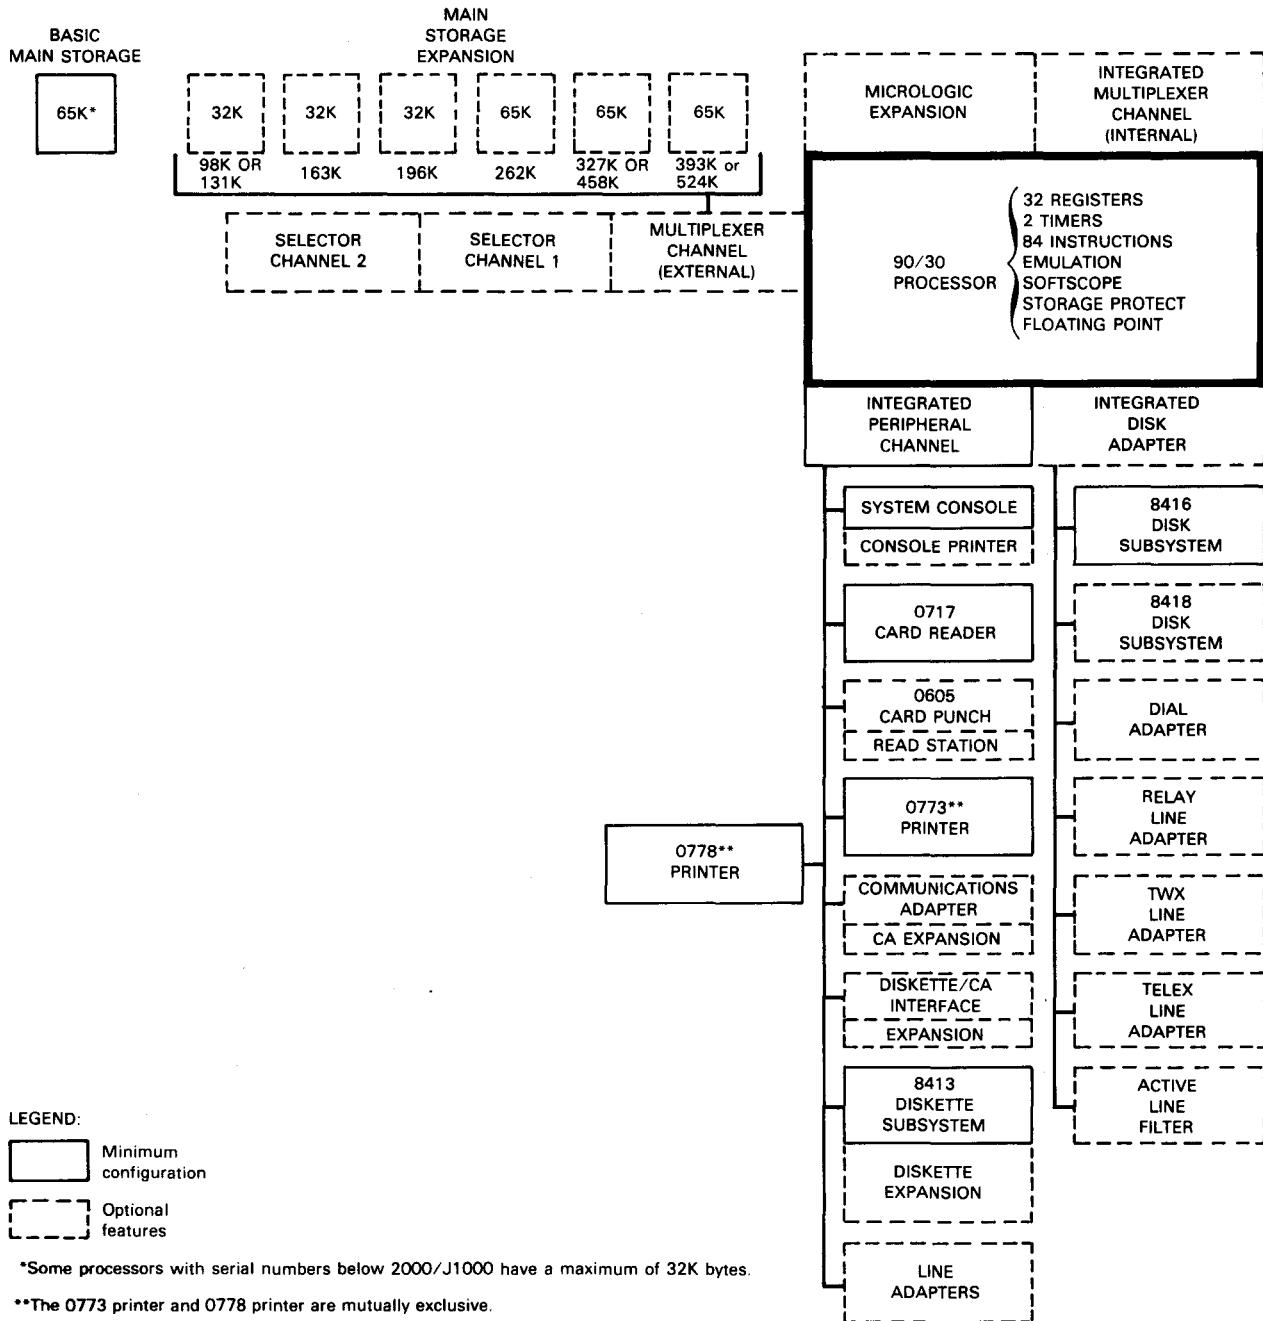 BASIC
MAIN STORAGE
65K*
MAIN
STORAGE
EXPANSION
32K
32K
32K
65K
65K
65K
98K OR
131K
163K
196K
262K
327K OR
458K
393K or
524K
SELECTOR
CHANNEL 2
SELECTOR
CHANNEL 1
MULTIPLEXER
CHANNEL
(EXTERNAL)
MICROLOGIC
EXPANSION
INTEGRATED
MULTIPLEXER
CHANNEL
(INTERNAL)
90/30
PROCESSOR
32 REGISTERS
2 TIMERS
84 INSTRUCTIONS
EMULATION
SOFTSCOPE
STORAGE PROTECT
FLOATING POINT
INTEGRATED
PERIPHERAL
CHANNEL
INTEGRATED
DISK
ADAPTER
SYSTEM CONSOLE
CONSOLE PRINTER
0717
CARD READER
0605
CARD PUNCH
READ STATION
0773**
PRINTER
0778**
PRINTER
COMMUNICATIONS
ADAPTER
CA EXPANSION
DISKETTE/CA
INTERFACE
EXPANSION
8413
DISKETTE
SUBSYSTEM
DISKETTE
EXPANSION
LINE
ADAPTERS
8416
DISK
SUBSYSTEM
8418
DISK
SUBSYSTEM
DIAL
ADAPTER
RELAY
LINE
ADAPTER
TWX
LINE
ADAPTER
TELEX
LINE
ADAPTER
ACTIVE
LINE
FILTER
LEGEND:
Minimum
configuration
Optional
features
*Some processors with serial numbers below 2000/J1000 have a maximum of 32K bytes.
**The 0773 printer and 0778 printer are mutually exclusive.